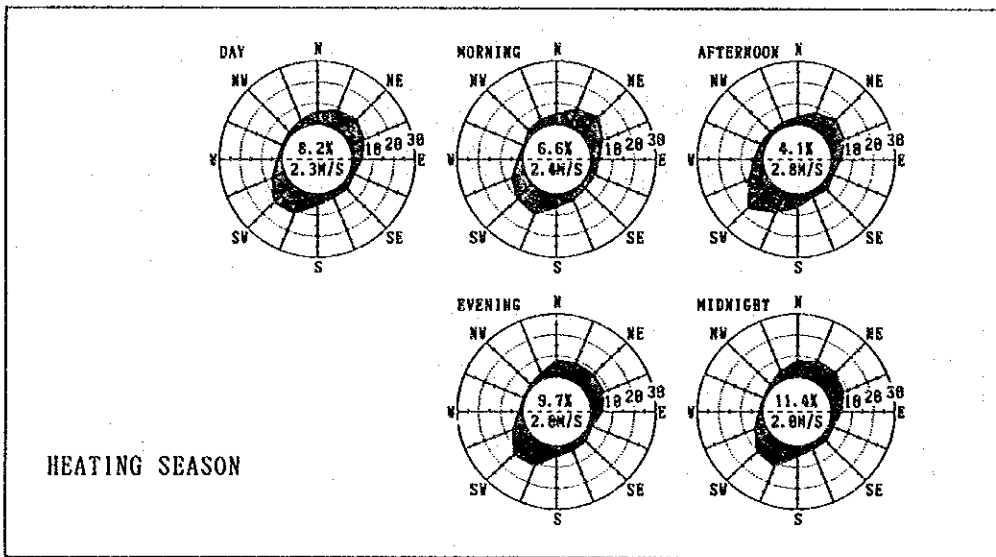 DAY
N
NW
NE
W
8.2%
2.3M/S
10 20 30
E
SW
SE
S
MORNING
N
NW
NE
W
6.6%
2.4M/S
10 20 30
E
SW
SE
S
AFTERNOON
N
NW
NE
W
4.1%
2.8M/S
10 20 30
E
SW
SE
S
EVENING
N
NW
NE
W
9.7%
2.0M/S
10 20 30
E
SW
SE
S
MIDNIGHT
N
NW
NE
W
11.4%
2.0M/S
10 20 30
E
SW
SE
S
HEATING SEASON